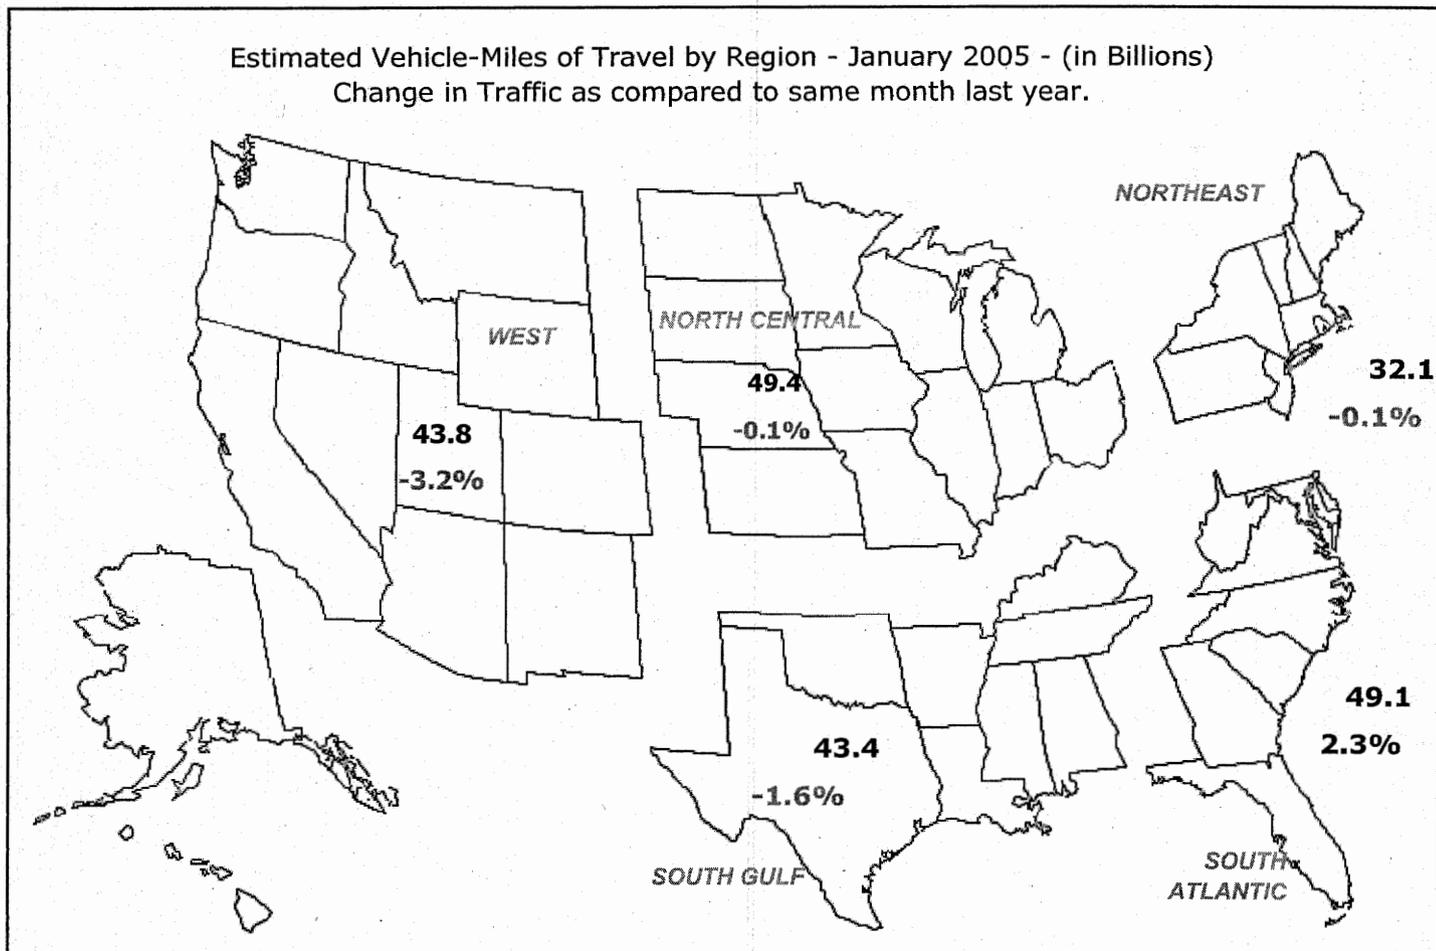 Estimated Vehicle-Miles of Travel by Region - January 2005 - (in Billions)
Change in Traffic as compared to same month last year.
NORTHEAST
32.1
-0.1%
WEST
43.8
-3.2%
NORTH CENTRAL
49.4
-0.1%
SOUTH GULF
43.4
-1.6%
SOUTH
ATLANTIC
49.1
2.3%